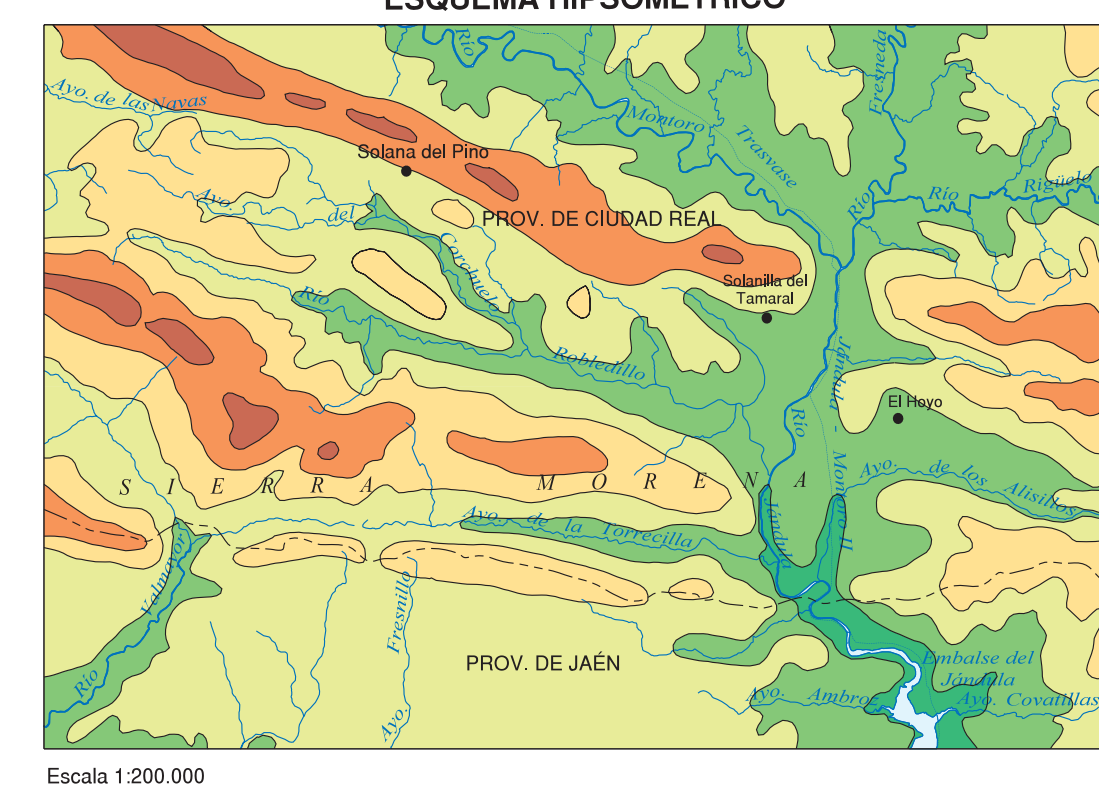 ESQUEMA HIPSOMÉTRICO
Río
Montoro
Trasvase
Fresneda
Río
Río
Rigüelo
Ayo. de las Navas
Solana del Pino
Ayo.
del
Corchuelo
PROV. DE CIUDAD REAL
Solanilla del
Tamaral
Río
Robledillo
Jándula - Montoro II
Río
Jándula
El Hoyo
SIERRA MORENA
Ayo. de los Alisillos
Ayo. de la Torrecilla
Valmayor
Río
Fresnillo
Ayo.
PROV. DE JAÉN
Embalse del
Jándula
Ayo. Ambroz
Ayo. Covatillas
Escala 1:200.000